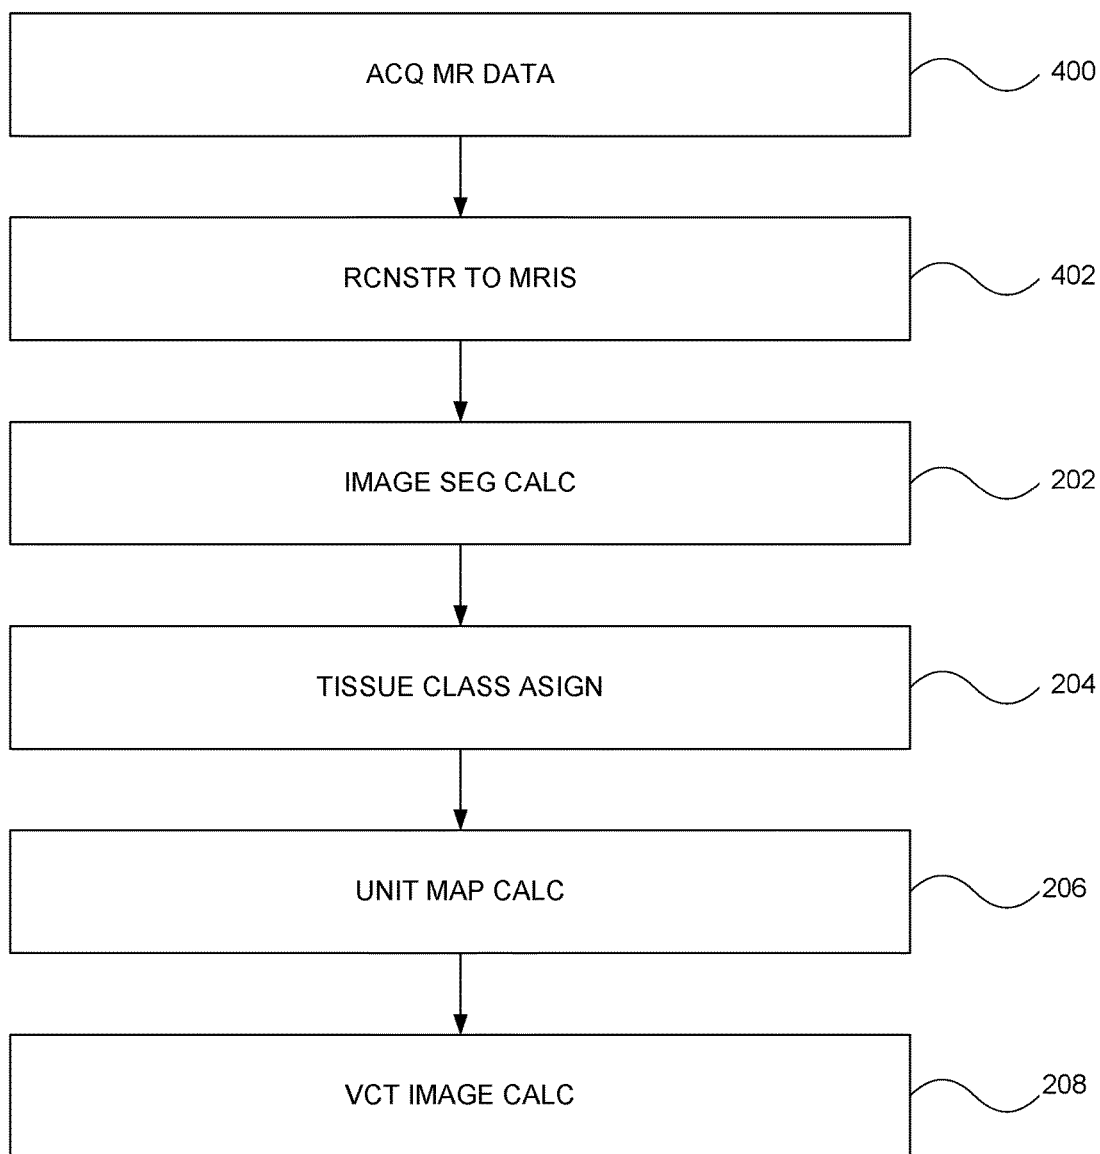 ACQ MR DATA
400
RCNSTR TO MRIS
402
IMAGE SEG CALC
202
TISSUE CLASS ASIGN
204
UNIT MAP CALC
206
VCT IMAGE CALC
208